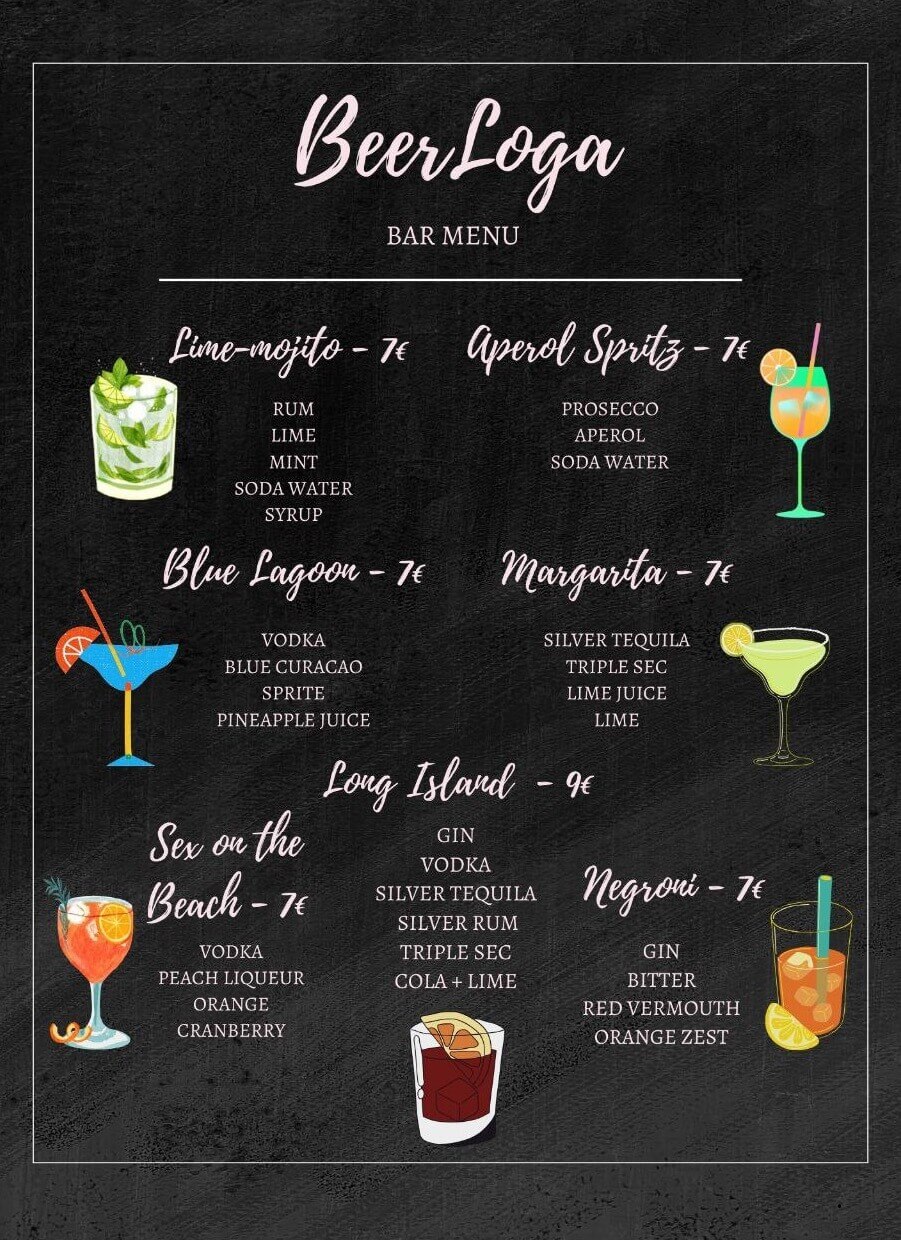 BeerLoga
BAR MENU
Lime-mojito - 7€
RUM
LIME
MINT
SODA WATER
SYRUP
Aperol Spritz - 7€
PROSECCO
APEROL
SODA WATER
Blue Lagoon - 7€
VODKA
BLUE CURACAO
SPRITE
PINEAPPLE JUICE
Margarita - 7€
SILVER TEQUILA
TRIPLE SEC
LIME JUICE
LIME
Long Island - 9€
GIN
VODKA
SILVER TEQUILA
SILVER RUM
TRIPLE SEC
COLA + LIME
Sex on the
Beach - 7€
VODKA
PEACH LIQUEUR
ORANGE
CRANBERRY
Negroni - 7€
GIN
BITTER
RED VERMOUTH
ORANGE ZEST